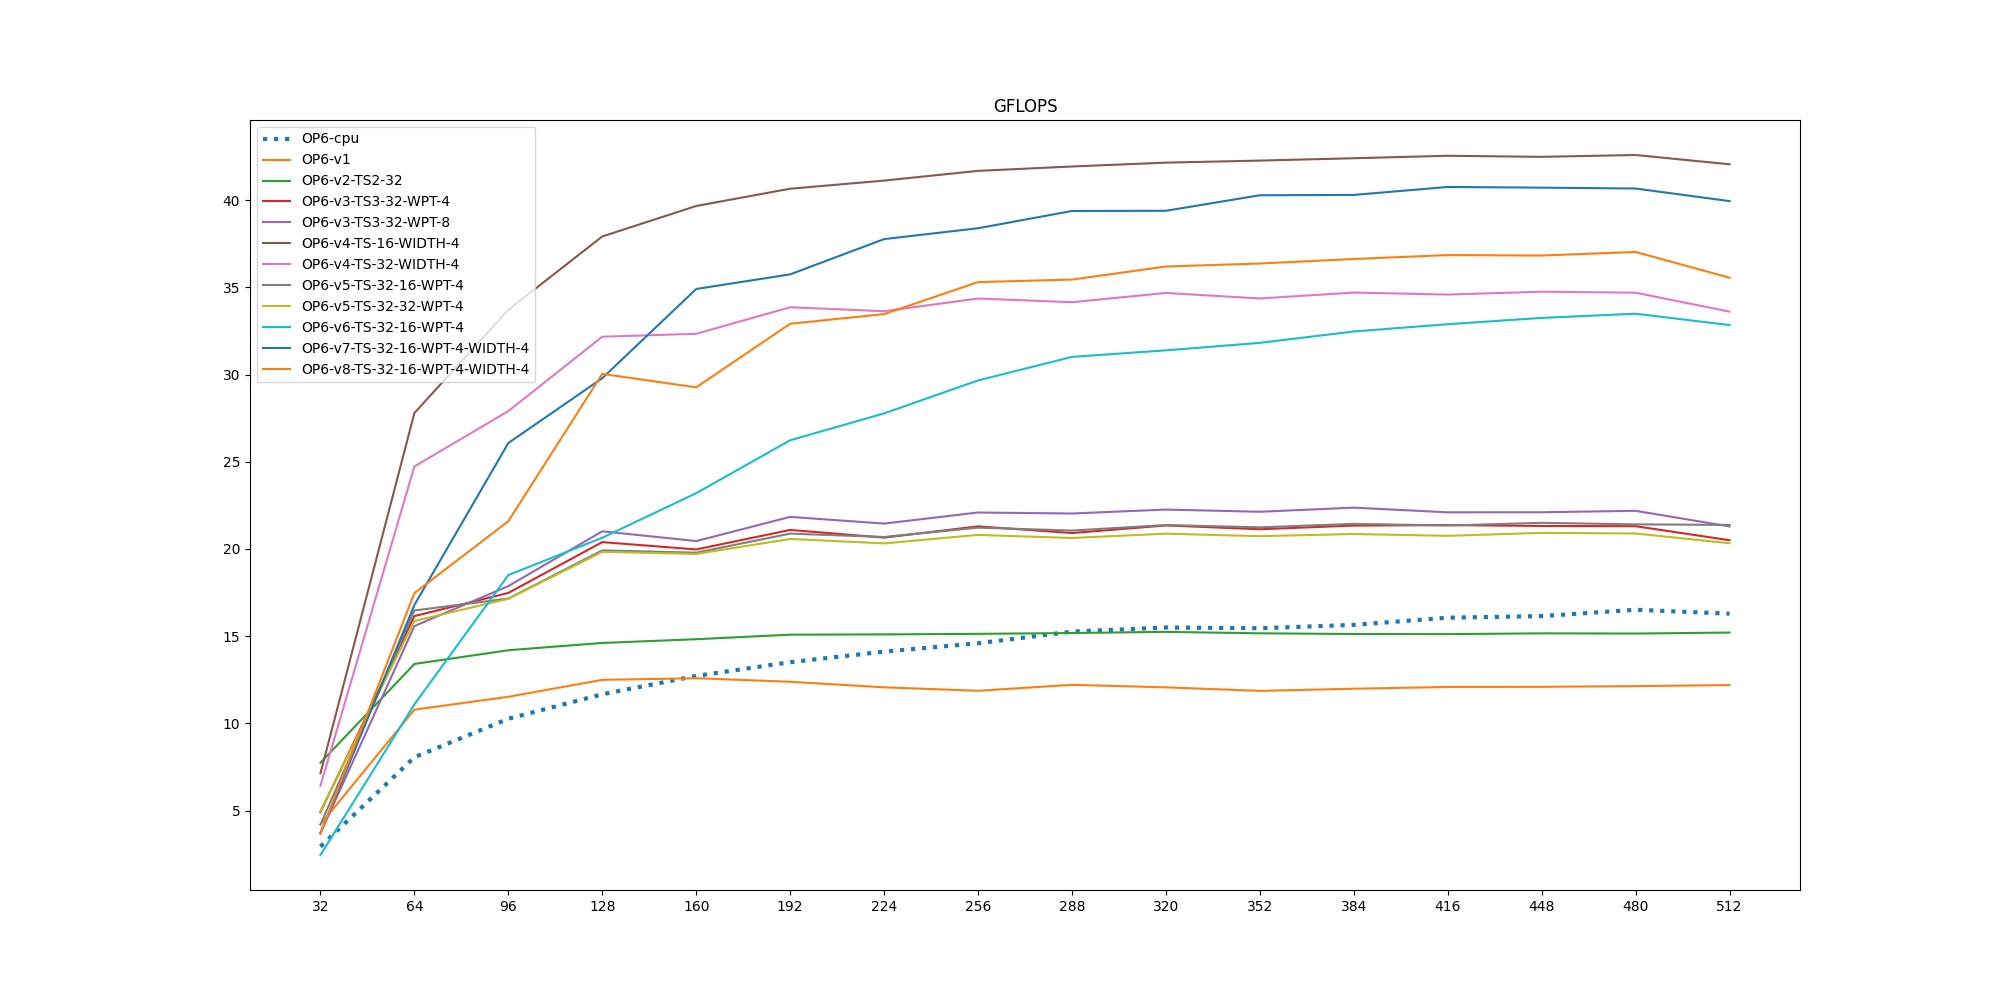 GFLOPS
OP6-cpu
OP6-v1
OP6-v2-TS2-32
OP6-v3-TS3-32-WPT-4
OP6-v3-TS3-32-WPT-8
OP6-v4-TS-16-WIDTH-4
OP6-v4-TS-32-WIDTH-4
OP6-v5-TS-32-16-WPT-4
OP6-v5-TS-32-32-WPT-4
OP6-v6-TS-32-16-WPT-4
OP6-v7-TS-32-16-WPT-4-WIDTH-4
OP6-v8-TS-32-16-WPT-4-WIDTH-4
40
35
30
25
20
15
10
5
32 64 96 128 160 192 224 256 288 320 352 384 416 448 480 512